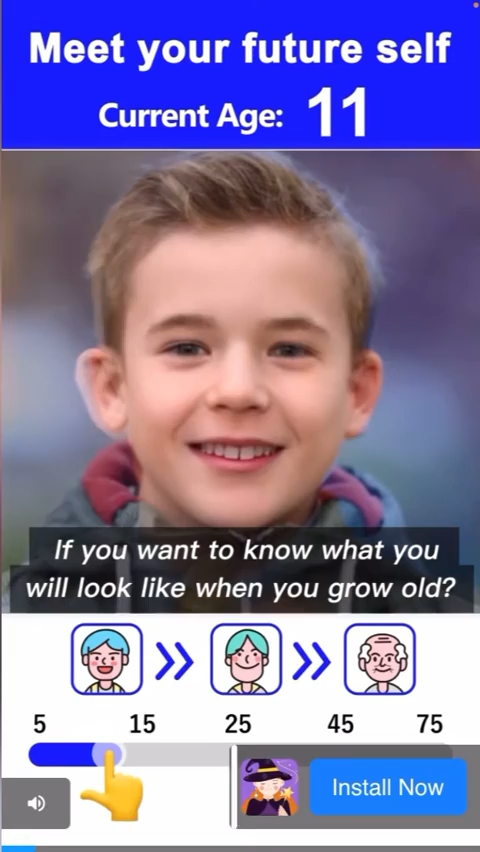 Meet your future self
Current Age: 11
If you want to know what you
will look like when you grow old?
5 15 25 45 75
Install Now